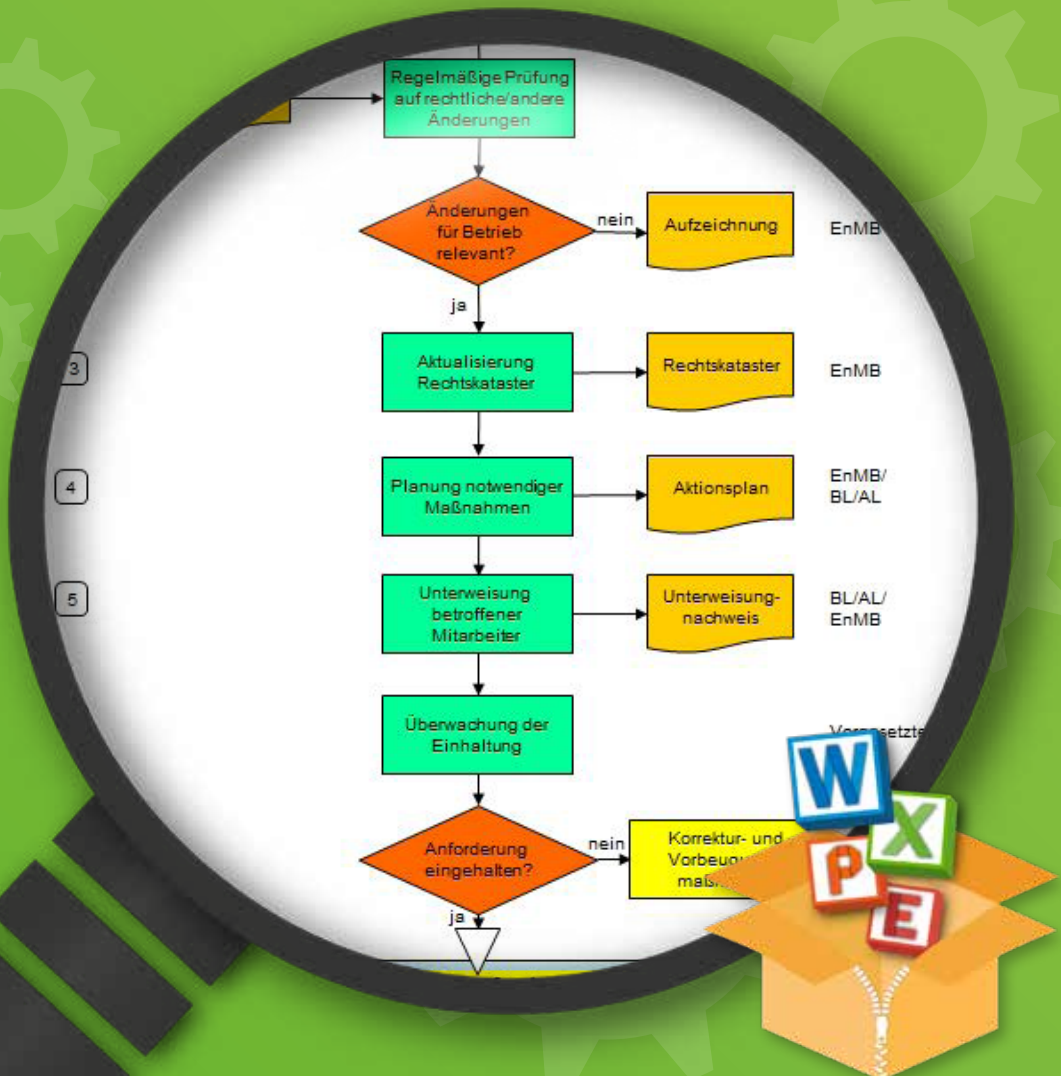 Regelmäßige Prüfung
auf rechtliche/andere
Änderungen
Änderungen
für Betrieb
relevant?
nein
Aufzeichnung
EnMB
ja
3
Aktualisierung
Rechtskataster
Rechtskataster
EnMB
4
Planung notwendiger
Maßnahmen
Aktionsplan
EnMB/
BL/AL
5
Unterweisung
betroffener
Mitarbeiter
Unterweisung-
nachweis
BL/AL/
EnMB
Überwachung der
Einhaltung
Anforderung
eingehalten?
nein
Korrektur- und
ja
W
X
P
E